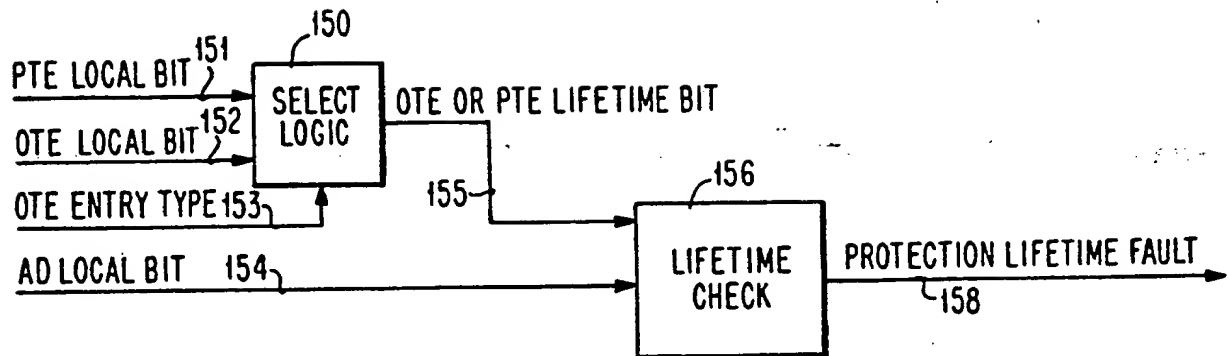 150
PTE LOCAL BIT 151
SELECT LOGIC
OTE OR PTE LIFETIME BIT
OTE LOCAL BIT 152
OTE ENTRY TYPE 153
155
156
AD LOCAL BIT 154
LIFETIME CHECK
PROTECTION LIFETIME FAULT
158